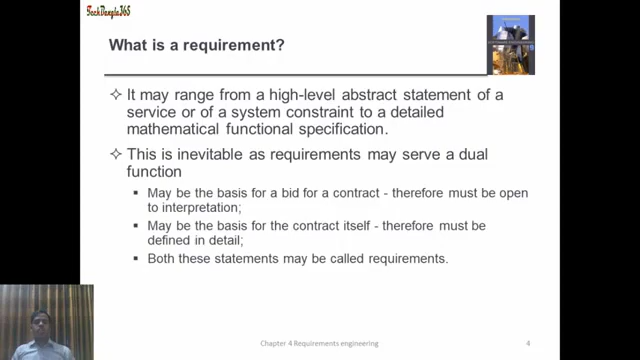 TechBangla365
What is a requirement?
It may range from a high-level abstract statement of a
service or of a system constraint to a detailed
mathematical functional specification.
This is inevitable as requirements may serve a dual
function
May be the basis for a bid for a contract - therefore must be open
to interpretation;
May be the basis for the contract itself - therefore must be
defined in detail;
Both these statements may be called requirements.
Chapter 4 Requirements engineering
4